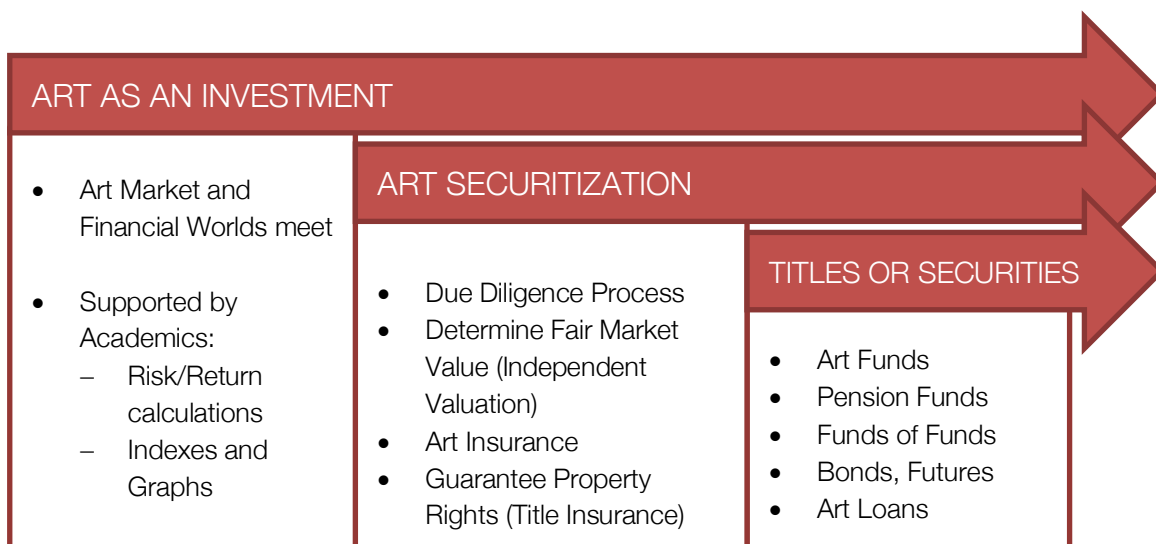 ART AS AN INVESTMENT
• Art Market and
Financial Worlds meet
• Supported by
Academics:
– Risk/Return
calculations
– Indexes and
Graphs
ART SECURITIZATION
• Due Diligence Process
• Determine Fair Market
Value (Independent
Valuation)
• Art Insurance
• Guarantee Property
Rights (Title Insurance)
TITLES OR SECURITIES
• Art Funds
• Pension Funds
• Funds of Funds
• Bonds, Futures
• Art Loans